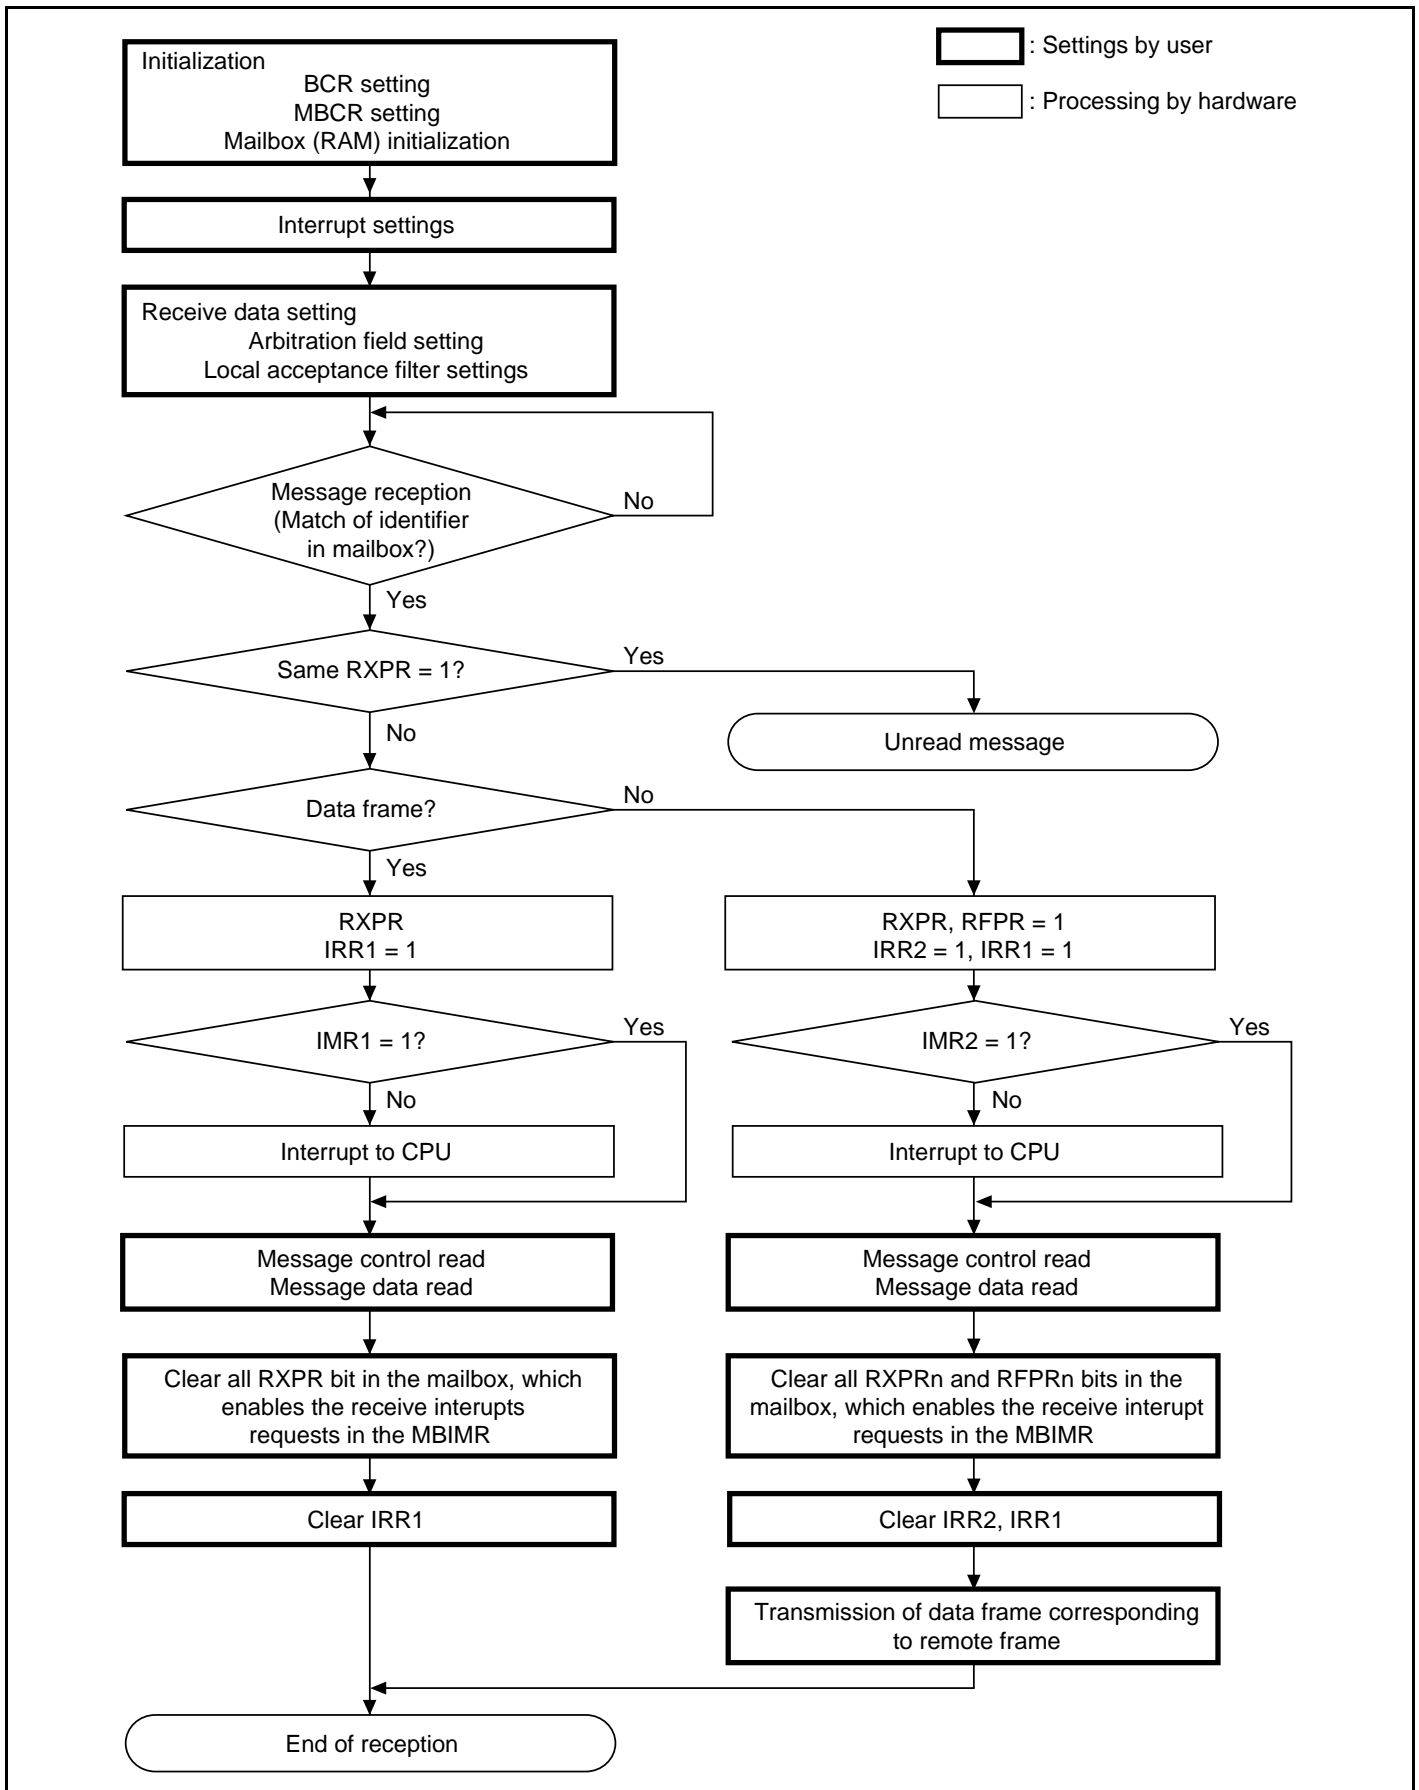 Initialization
BCR setting
MBCR setting
Mailbox (RAM) initialization
: Settings by user
: Processing by hardware
Interrupt settings
Receive data setting
Arbitration field setting
Local acceptance filter settings
Message reception
(Match of identifier
in mailbox?)
No
Yes
Same RXPR = 1?
Yes
No
Unread message
Data frame?
No
Yes
RXPR
IRR1 = 1
RXPR, RFPR = 1
IRR2 = 1, IRR1 = 1
IMR1 = 1?
Yes
No
IMR2 = 1?
Yes
No
Interrupt to CPU
Interrupt to CPU
Message control read
Message data read
Message control read
Message data read
Clear all RXPR bit in the mailbox, which
enables the receive interupts
requests in the MBIMR
Clear all RXPRn and RFPRn bits in the
mailbox, which enables the receive interupt
requests in the MBIMR
Clear IRR1
Clear IRR2, IRR1
Transmission of data frame corresponding
to remote frame
End of reception